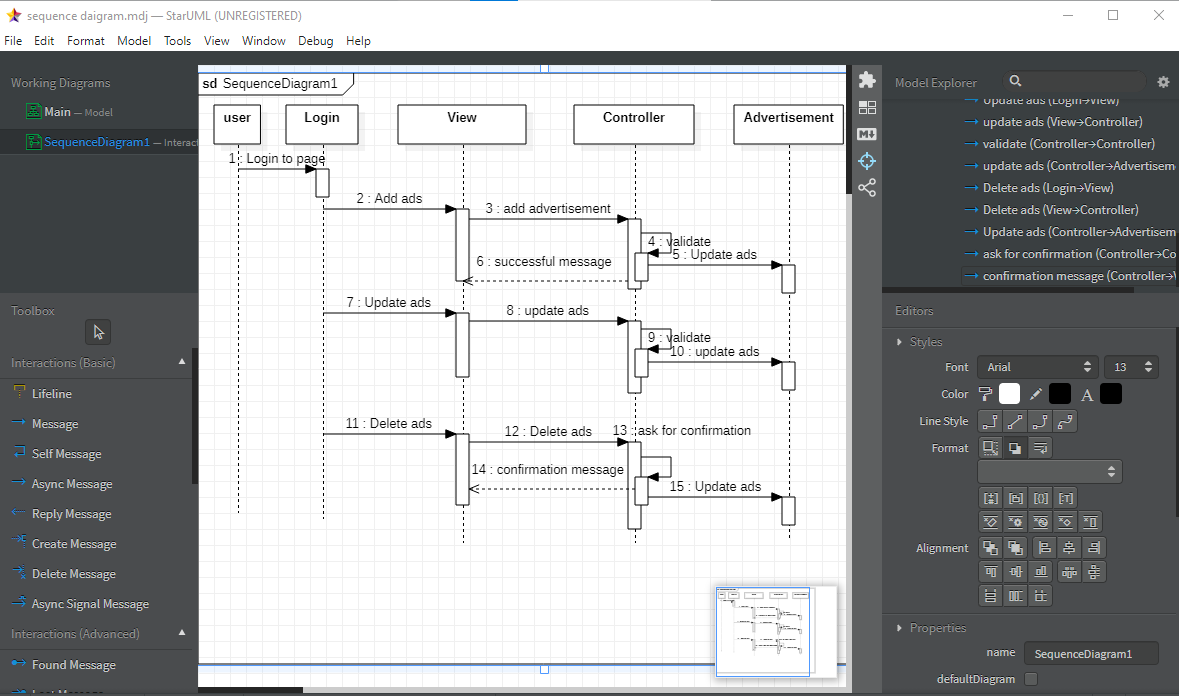 sequence daigram.mdj — StarUML (UNREGISTERED)
File Edit Format Model Tools View Window Debug Help
Working Diagrams
Main — Model
SequenceDiagram1 — Interact
Toolbox
Interactions (Basic)
Lifeline
Message
Self Message
Async Message
Reply Message
Create Message
Delete Message
Async Signal Message
Interactions (Advanced)
Found Message
Lost Message
sd SequenceDiagram1
user Login View Controller Advertisement
1 : Login to page
2 : Add ads
3 : add advertisement
4 : validate
5 : Update ads
6 : successful message
7 : Update ads
8 : update ads
9 : validate
10 : update ads
11 : Delete ads
12 : Delete ads
13 : ask for confirmation
14 : confirmation message
15 : Update ads
Model Explorer
Update ads (Login→View)
update ads (View→Controller)
validate (Controller→Controller)
update ads (Controller→Advertisem
Delete ads (Login→View)
Delete ads (View→Controller)
Update ads (Controller→Advertisem
ask for confirmation (Controller→Co
confirmation message (Controller→V
Editors
Styles
Font Arial 13
Color A
Line Style
Format
Alignment
Properties
name SequenceDiagram1
defaultDiagram